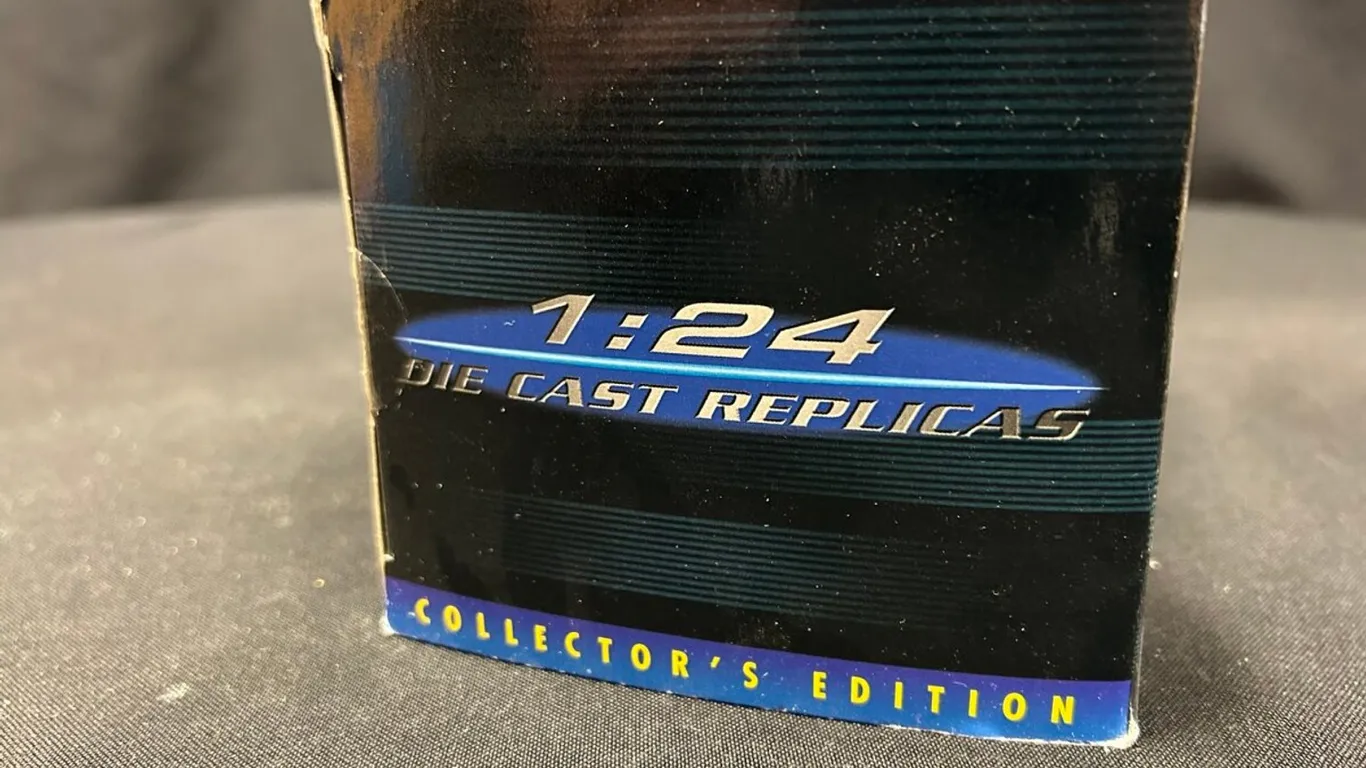 1:24
DIE CAST REPLICAS
COLLECTOR'S EDITION